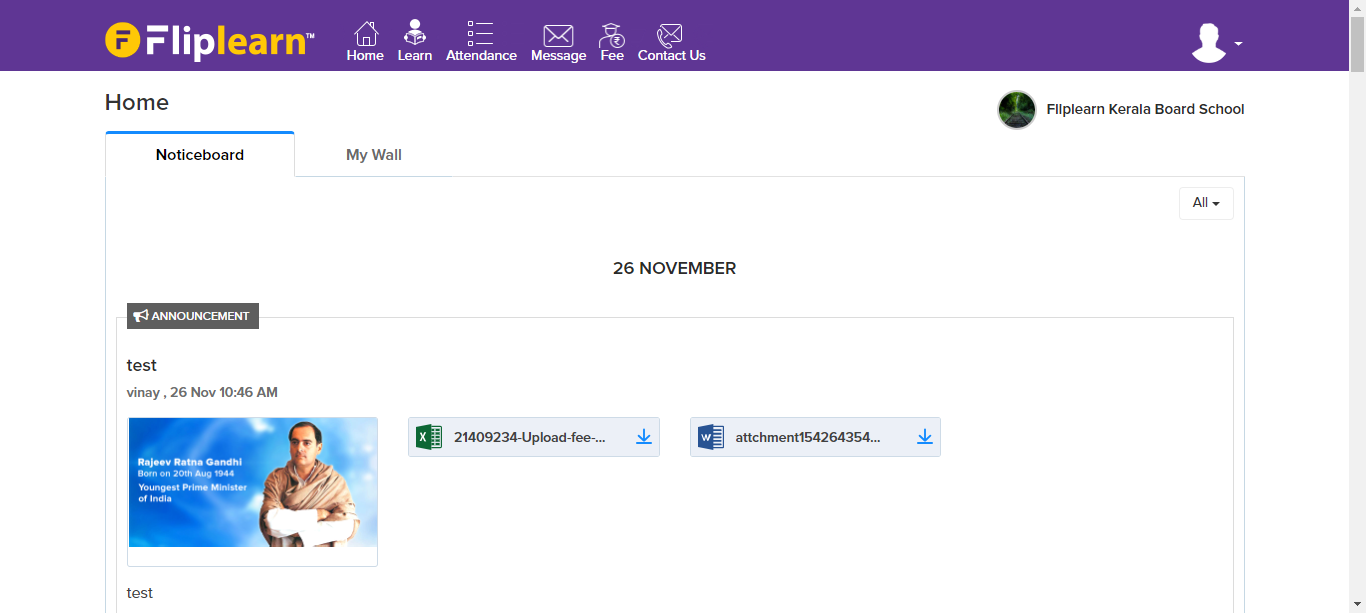 Fliplearn™
Home Learn Attendance Message Fee Contact Us
Home
Fliplearn Kerala Board School
Noticeboard My Wall
All
26 NOVEMBER
ANNOUNCEMENT
test
vinay , 26 Nov 10:46 AM
Rajeev Ratna Gandhi
Born on 20th Aug 1944
Youngest Prime Minister
of India
21409234-Upload-fee-...
attchment154264354...
test